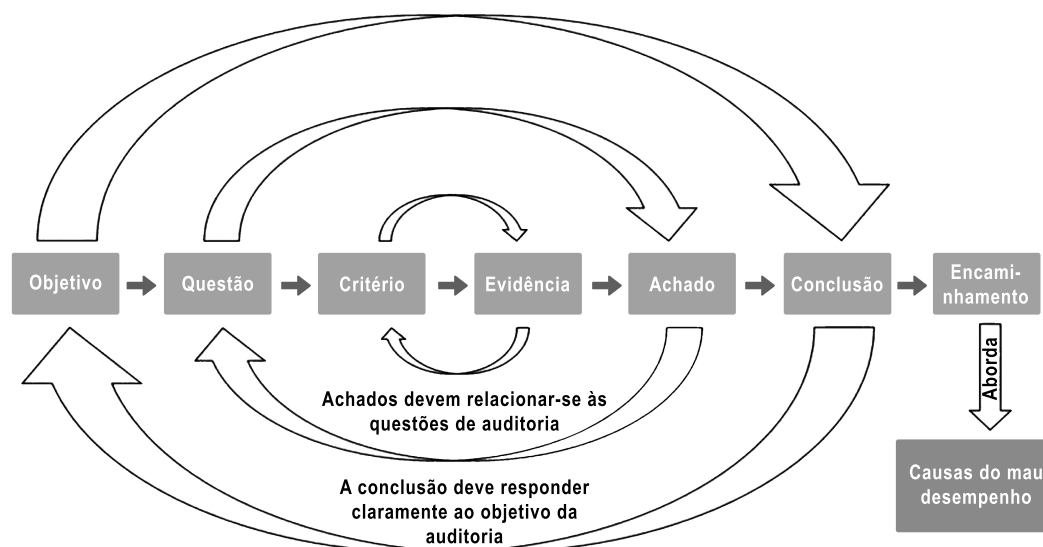 Objetivo
Questão
Critério
Evidência
Achado
Conclusão
Encami-
nhamento
Aborda
Achados devem relacionar-se às
questões de auditoria
A conclusão deve responder
claramente ao objetivo da
auditoria
Causas do mau
desempenho